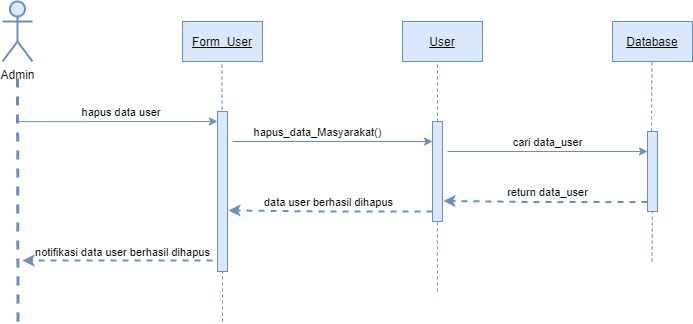 Form_User
User
Database
Admin
hapus data user
hapus_data_Masyarakat()
cari data_user
return data_user
data user berhasil dihapus
notifikasi data user berhasil dihapus